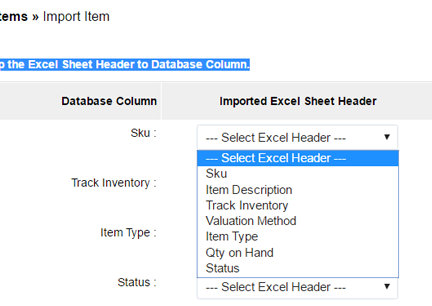 tems » Import Item
p the Excel Sheet Header to Database Column.
Database Column Imported Excel Sheet Header
Sku : --- Select Excel Header ---
--- Select Excel Header ---
Sku
Item Description
Track Inventory
Valuation Method
Item Type
Qty on Hand
Status
Track Inventory :
Item Type :
Status : --- Select Excel Header ---